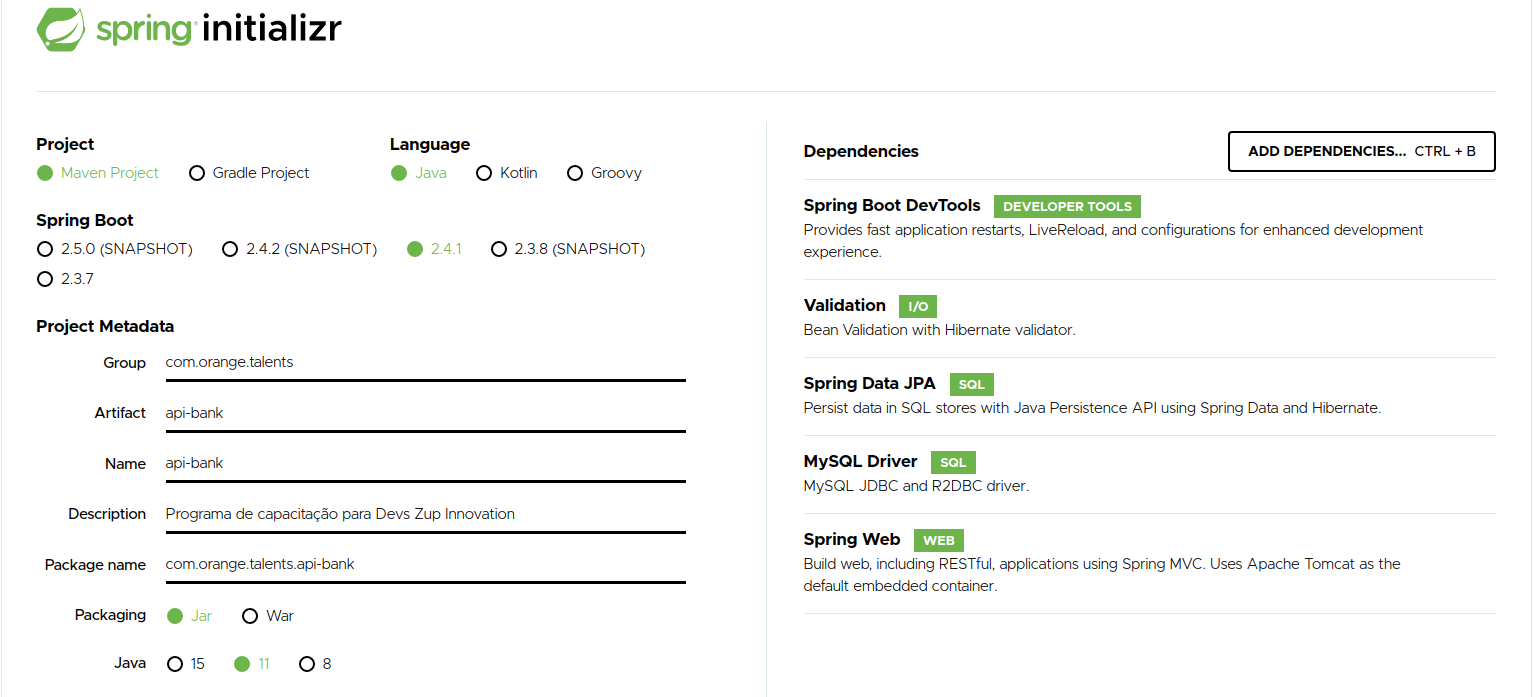 spring initializr
Project
Maven Project Gradle Project
Language
Java Kotlin Groovy
Spring Boot
2.5.0 (SNAPSHOT) 2.4.2 (SNAPSHOT) 2.4.1 2.3.8 (SNAPSHOT)
2.3.7
Project Metadata
Group com.orange.talents
Artifact api-bank
Name api-bank
Description Programa de capacitação para Devs Zup Innovation
Package name com.orange.talents.api-bank
Packaging Jar War
Java 15 11 8
Dependencies ADD DEPENDENCIES... CTRL + B
Spring Boot DevTools DEVELOPER TOOLS
Provides fast application restarts, LiveReload, and configurations for enhanced development
experience.
Validation I/O
Bean Validation with Hibernate validator.
Spring Data JPA SQL
Persist data in SQL stores with Java Persistence API using Spring Data and Hibernate.
MySQL Driver SQL
MySQL JDBC and R2DBC driver.
Spring Web WEB
Build web, including RESTful, applications using Spring MVC. Uses Apache Tomcat as the
default embedded container.